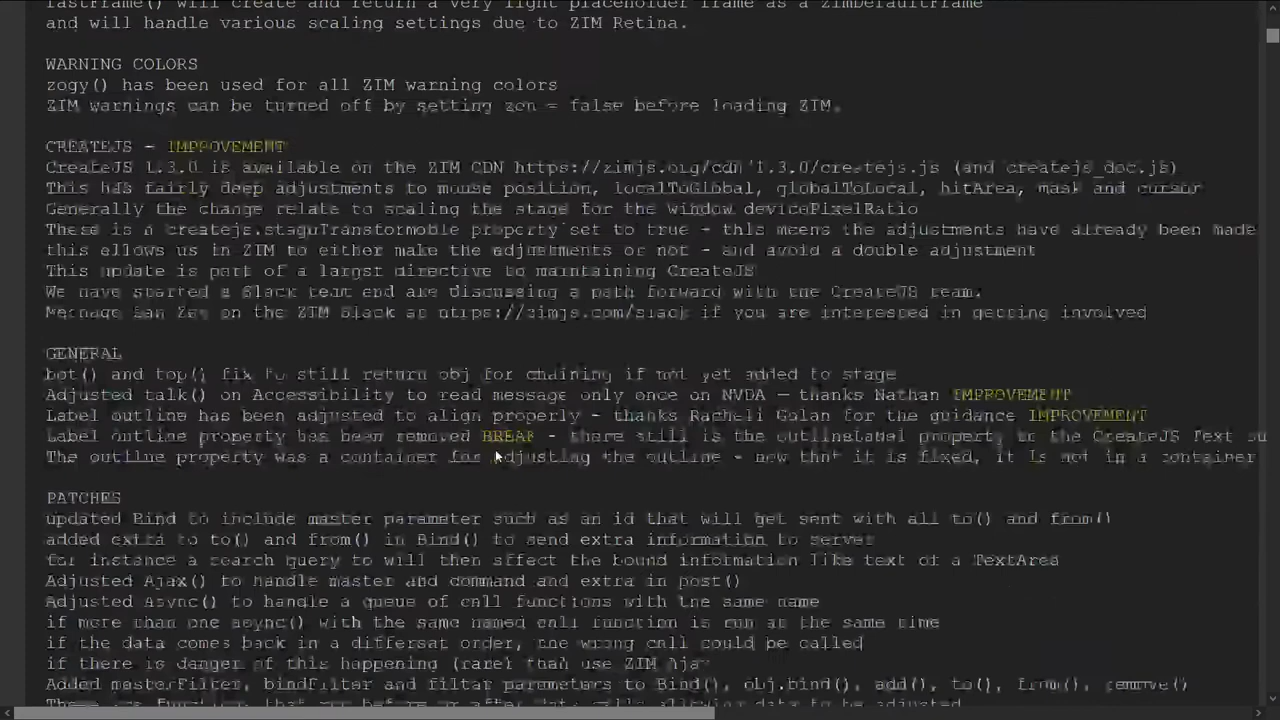 lastFrame() will create and return a very light placeholder frame as a zimDefaultFrame
and will handle various scaling settings due to ZIM Retina.
WARNING COLORS
zogy() has been used for all ZIM warning colors
ZIM warnings can be turned off by setting zon = false before loading ZIM.
CREATEJS - IMPROVEMENT
CreateJS 1.3.0 is available on the ZIM CDN https://zimjs.org/cdn/1.3.0/createjs.js (and createjs_doc.js)
This has fairly deep adjustments to mouse position, localToGlobal, globalToLocal, hitArea, mask and cursor
Generally the change relate to scaling the stage for the window devicePixelRatio
There is a property set to true - this means the adjustments have already been made
this allows us in ZIM to either make the adjustments or not - and avoid a double adjustment
This update is part of a directive to maintaining CreateJS
We have started a Slack and are discussing a path forward with the CreateJS team.
Message on the ZIM Slack at https://zimjs.com/slack if you are interested in getting involved
GENERAL
bot() and top() fix to still return obj for chaining if not yet added to stage
Adjusted talk() on Accessibility to read message only once on NVDA - thanks Nathan IMPROVEMENT
Label outline has been adjusted to align properly - thanks Racheli Golan for the guidance IMPROVEMENT
Label outline property has been removed BREAK - there still is the outlineLabel property to the CreateJS Text
The outline property was a container for adjusting the outline - now that it is fixed, it is not in a container
PATCHES
updated Bind to include master parameter such as an id that will get sent with all to() and from()
added extra to to() and from() in Bind() to send extra information to server
for instance a search query to will then affect the bound information like text of a TextArea
Adjusted Ajax() to handle master and command and extra in post()
Adjusted Async() to handle a queue of call functions with the same name
if more than one async() with the same named call function is run at the same time
if the data comes back in a order, the wrong call could be called
if there is danger of this happening (rare) use ZIM Ajax
Added masterFilter, bindFilter and filter parameters to Bind(), obj.bind(), add(), to(), from(), remove()